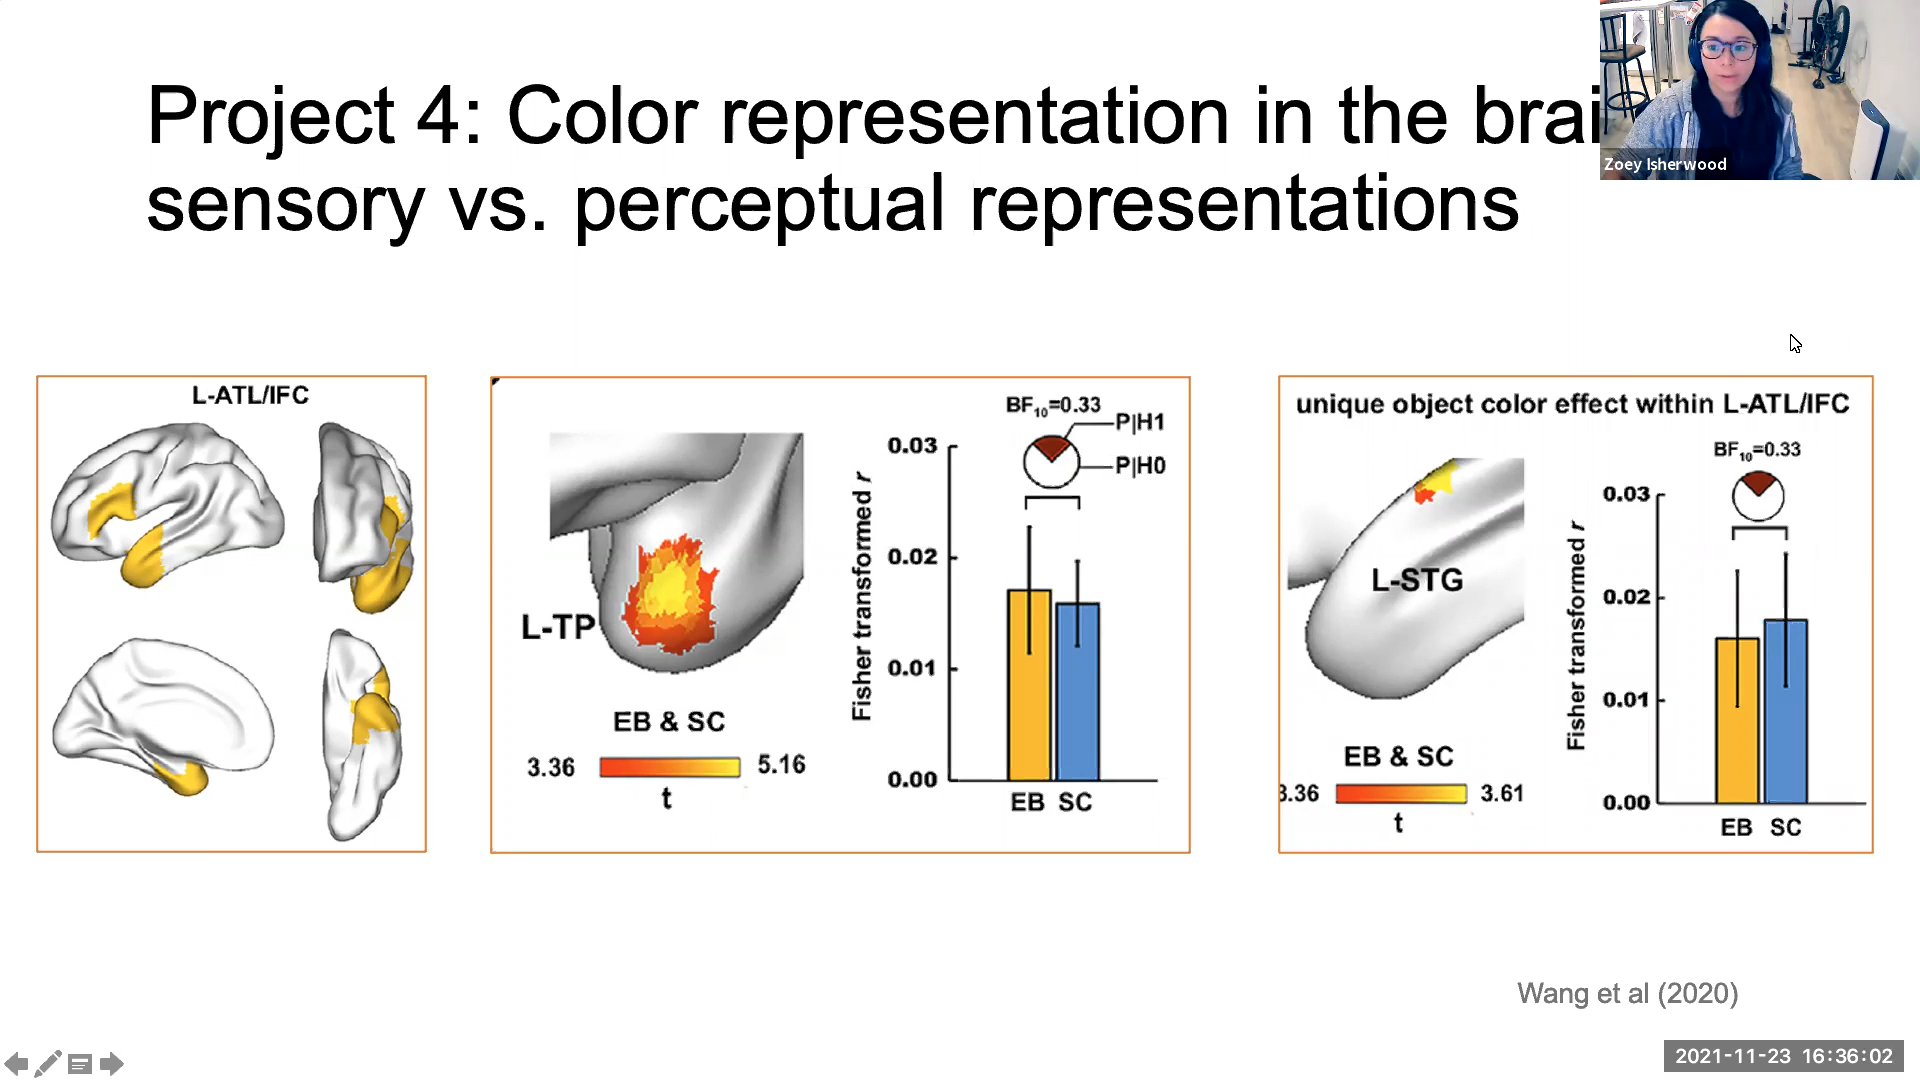 Project 4: Color representation in the brai
sensory vs. perceptual representations
Zoey Isherwood
L-ATL/IFC
L-TP
EB & SC
3.36
5.16
t
BF10=0.33
P|H1
P|H0
Fisher transformed r
0.03
0.02
0.01
0.00
EB SC
unique object color effect within L-ATL/IFC
L-STG
EB & SC
3.36
3.61
t
BF10=0.33
Fisher transformed r
0.03
0.02
0.01
0.00
EB SC
Wang et al (2020)
2021-11-23 16:36:02